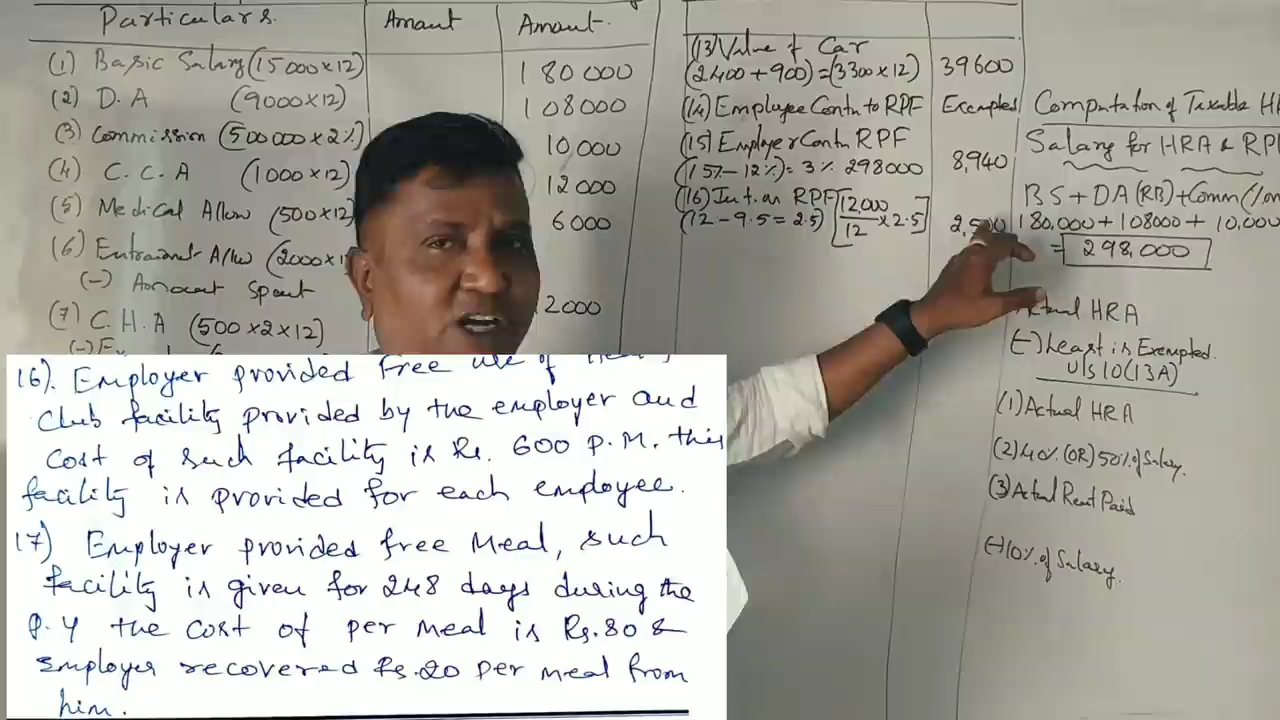 Particulars. Amount Amount.
(1) Basic Salary (15000×12) 180000
(2) D.A (9000×12) 108000
(3) Commission (500000×2% 10000
(4) C.C.A (1000×12) 12000
(5) Medical Allow (500×12) 6000
(6) Entrainment Allow (2000×1
(-) Amount Spent 2000
(7) C.H.A (500×2×12)
(13) Value of Car
(2400+900)=(3300×12) 39600
(14) Employee Contn to RPF Exempted
(15) Employer Contn RPF
(15%-12%)= 3% 298000 8,940
(16) Int. on RPF [12,000/12 × 2.5]
(12-9.5=2.5)
Computation of Taxable H
Salary for HRA & RP
BS+DA(RB)+Comm(
180,000+108000+10,000
= 298,000
HRA
(-) Least is Exempted.
U/s 10(13A)
(1) Actual HRA
(2) 40% (OR) 50% of Salary.
(3) Actual Rent Paid
(-) 10% of Salary.
16). Employer provided free use of
Club facility provided by the employer and
cost of such facility is Rs. 600 P.M. this
facility is provided for each employee.
17) Employer provided free Meal, such
facility is given for 248 days during the
P.Y the cost of per meal is Rs.80 &
Employer recovered Rs.20 per meal from
him.